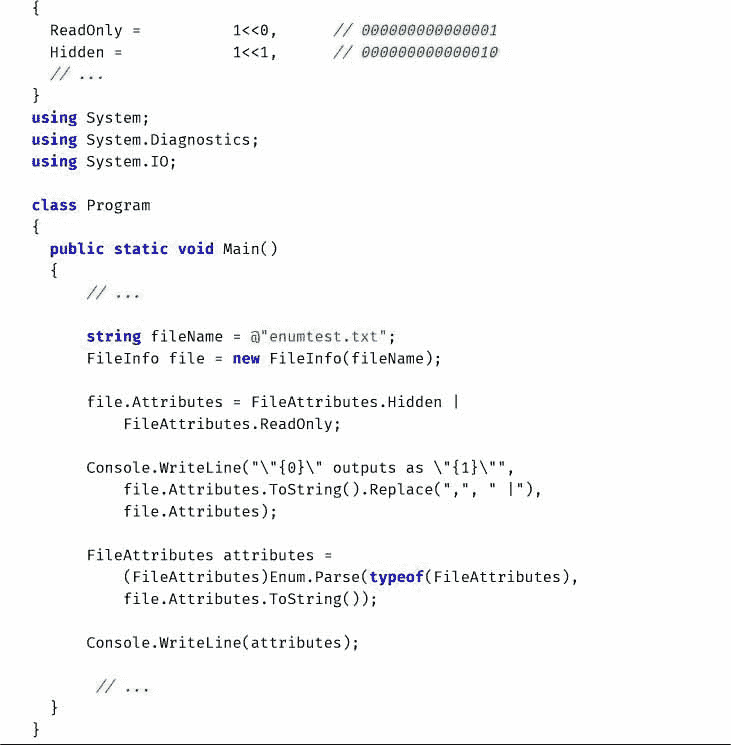 {
  ReadOnly =          1<<0,      // 000000000000001
  Hidden =            1<<1,      // 000000000000010
  // ...
}
using System;
using System.Diagnostics;
using System.IO;

class Program
{
  public static void Main()
  {
      // ...

      string fileName = @"enumtest.txt";
      FileInfo file = new FileInfo(fileName);

      file.Attributes = FileAttributes.Hidden |
          FileAttributes.ReadOnly;

      Console.WriteLine("\"{0}\" outputs as \"{1}\"",
          file.Attributes.ToString().Replace(",", " |"),
          file.Attributes);

      FileAttributes attributes =
          (FileAttributes)Enum.Parse(typeof(FileAttributes),
          file.Attributes.ToString());

      Console.WriteLine(attributes);

       // ...
  }
}